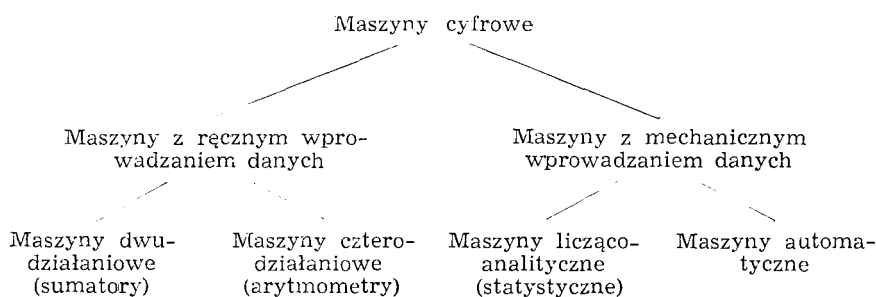 Maszyny cyfrowe
Maszyny z ręcznym wpro-
wadzaniem danych
Maszyny z mechanicznym
wprowadzaniem danych
Maszyny dwu-
działaniowe
(sumatory)
Maszyny cztero-
działaniowe
(arytmometry)
Maszyny licząco-
analityczne
(statystyczne)
Maszyny automa-
tyczne